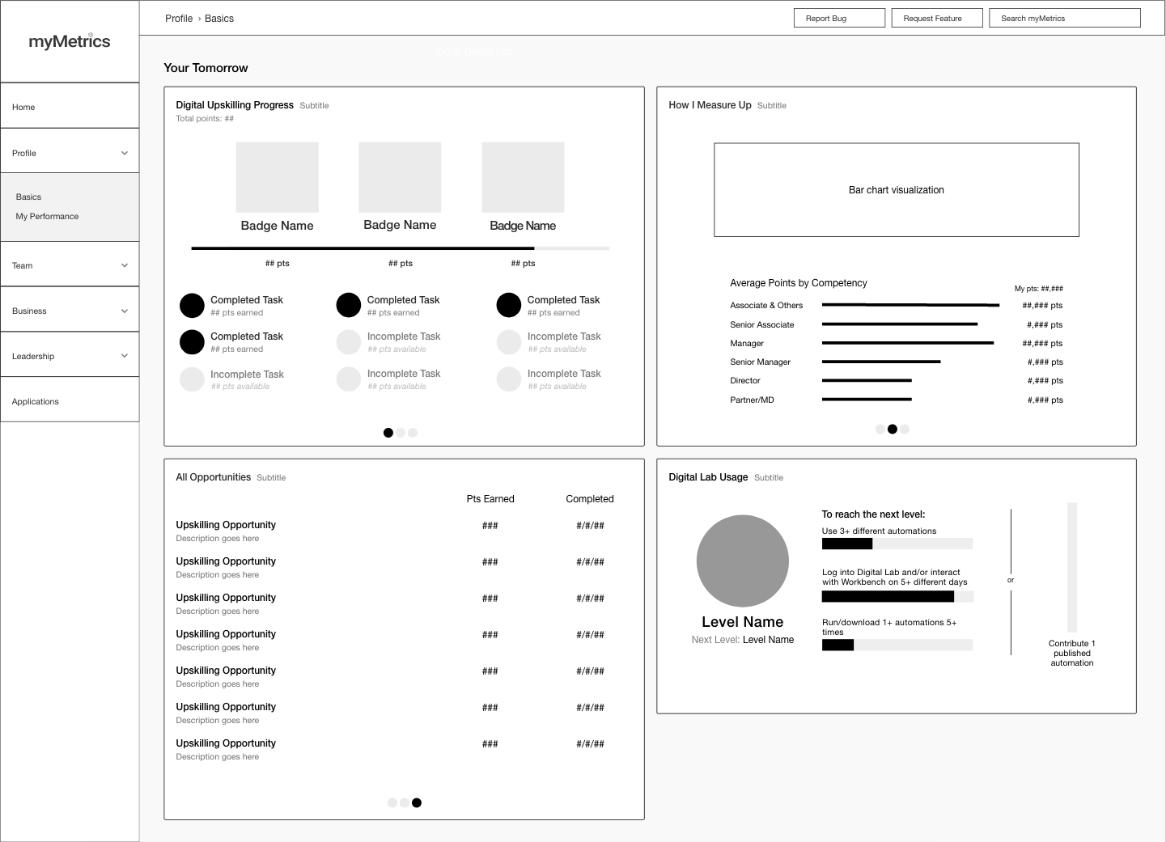 myMetrics
Profile › Basics
Report Bug
Request Feature
Search myMetrics
Home
Profile
Basics
My Performance
Team
Business
Leadership
Applications
Your Tomorrow
Digital Upskilling Progress Subtitle
Total points: ##
Badge Name Badge Name Badge Name
## pts ## pts ## pts
Completed Task Completed Task Completed Task
## pts earned ## pts earned ## pts earned
Completed Task Incomplete Task Incomplete Task
## pts earned ## pts available ## pts available
Incomplete Task Incomplete Task Incomplete Task
## pts available ## pts available ## pts available
How I Measure Up Subtitle
Bar chart visualization
Average Points by Competency
My pts: ##,###
Associate & Others ##,### pts
Senior Associate #,### pts
Manager ##,### pts
Senior Manager #,### pts
Director #,### pts
Partner/MD #,### pts
All Opportunities Subtitle
Pts Earned Completed
Upskilling Opportunity ### #/#/##
Description goes here
Upskilling Opportunity ### #/#/##
Description goes here
Upskilling Opportunity ### #/#/##
Description goes here
Upskilling Opportunity ### #/#/##
Description goes here
Upskilling Opportunity ### #/#/##
Description goes here
Upskilling Opportunity ### #/#/##
Description goes here
Upskilling Opportunity ### #/#/##
Description goes here
Digital Lab Usage Subtitle
Level Name
Next Level: Level Name
To reach the next level:
Use 3+ different automations
Log into Digital Lab and/or interact
with Workbench on 5+ different days
Run/download 1+ automations 5+
times
or
Contribute 1
published
automation